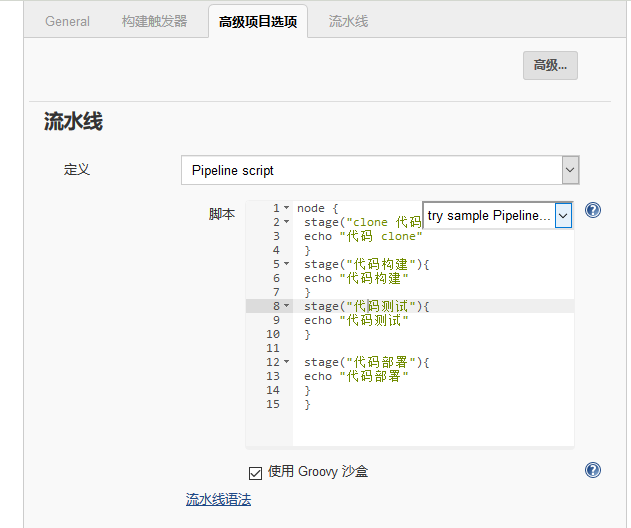 General 构建触发器 高级项目选项 流水线
高级...
流水线
定义 Pipeline script
脚本
1 node {
try sample Pipeline...
2 stage("clone 代码
3 echo "代码 clone"
4 }
5 stage("代码构建"){
6 echo "代码构建"
7 }
8 stage("代码测试"){
9 echo "代码测试"
10 }
11
12 stage("代码部署"){
13 echo "代码部署"
14 }
15 }
使用 Groovy 沙盒
流水线语法